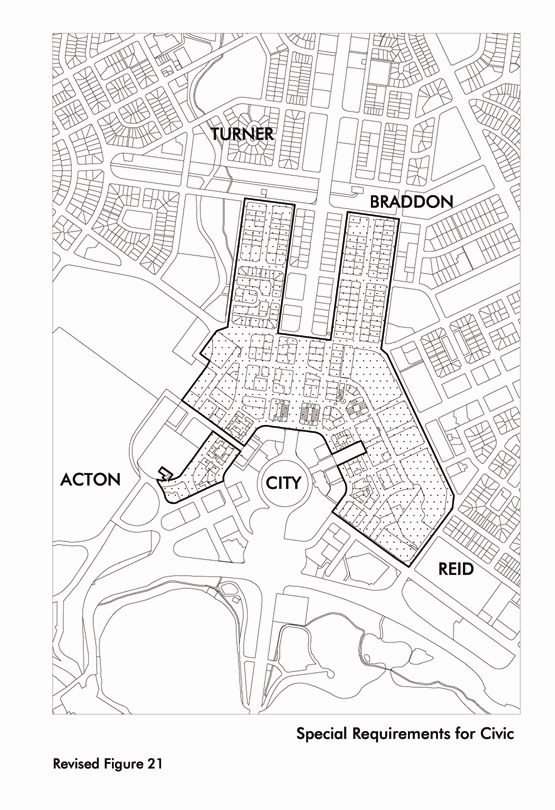 TURNER
BRADDON
ACTON
CITY
REID
Special Requirements for Civic
Revised Figure 21